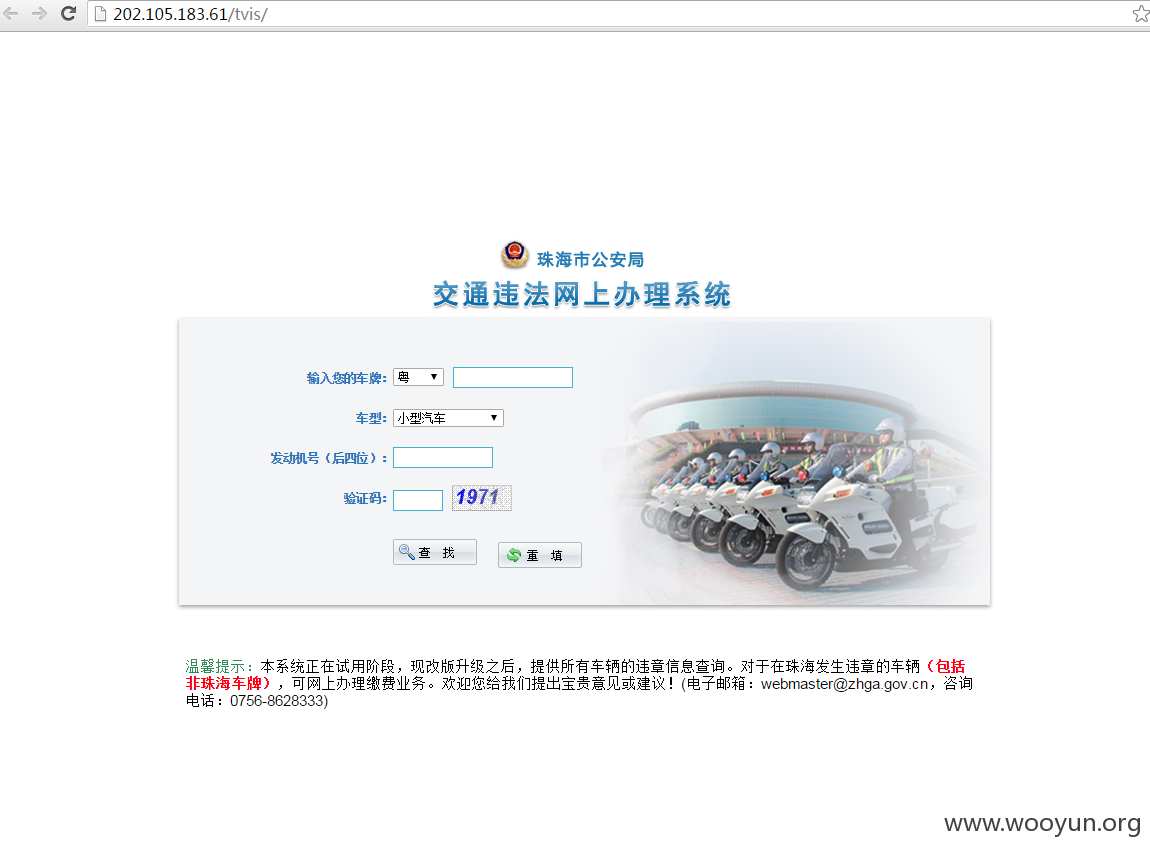 202.105.183.61/tvis/
珠海市公安局
交通违法网上办理系统
输入您的车牌： 粤
车型： 小型汽车
发动机号（后四位）：
验证码： 1971
查 找 重 填
温馨提示：本系统正在试用阶段，现改版升级之后，提供所有车辆的违章信息查询。对于在珠海发生违章的车辆（包括
非珠海车牌），可网上办理缴费业务。欢迎您给我们提出宝贵意见或建议！(电子邮箱：webmaster@zhga.gov.cn，咨询
电话：0756-8628333)
www.wooyun.org